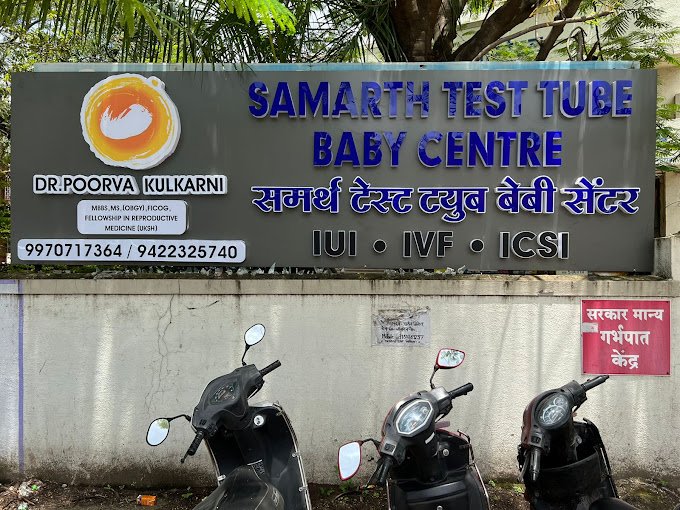 SAMARTH TEST TUBE
BABY CENTRE
समर्थ टेस्ट टयुब बेबी सेंटर
IUI • IVF • ICSI
DR.POORVA KULKARNI
MBBS,MS,(OBGY),FICOG,
FELLOWSHIP IN REPRODUCTIVE
MEDICINE (UKSH)
9970717364 / 9422325740
सरकार मान्य
गर्भपात
केंद्र